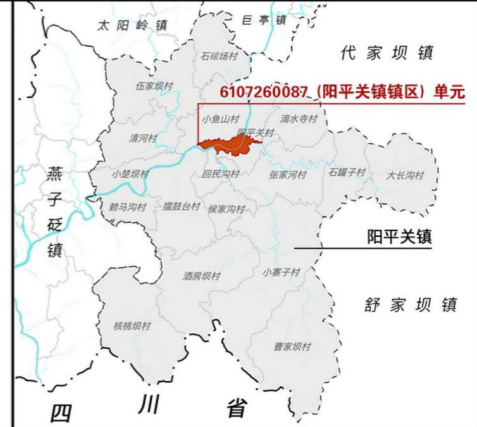 太阳岭镇
巨亭镇
石硙场村
代家坝镇
伍家坝村
6107260087（阳平关镇镇区）单元
小鱼山村
滴水寺村
阳平关村
清河村
燕子砭镇
小楚坝村
回民沟村
张家河村
石罐子村
大长沟村
赖马沟村
擂鼓台村
侯家沟村
阳平关镇
酒房坝村
小寨子村
舒家坝镇
核桃坝村
曹家坝村
四川省